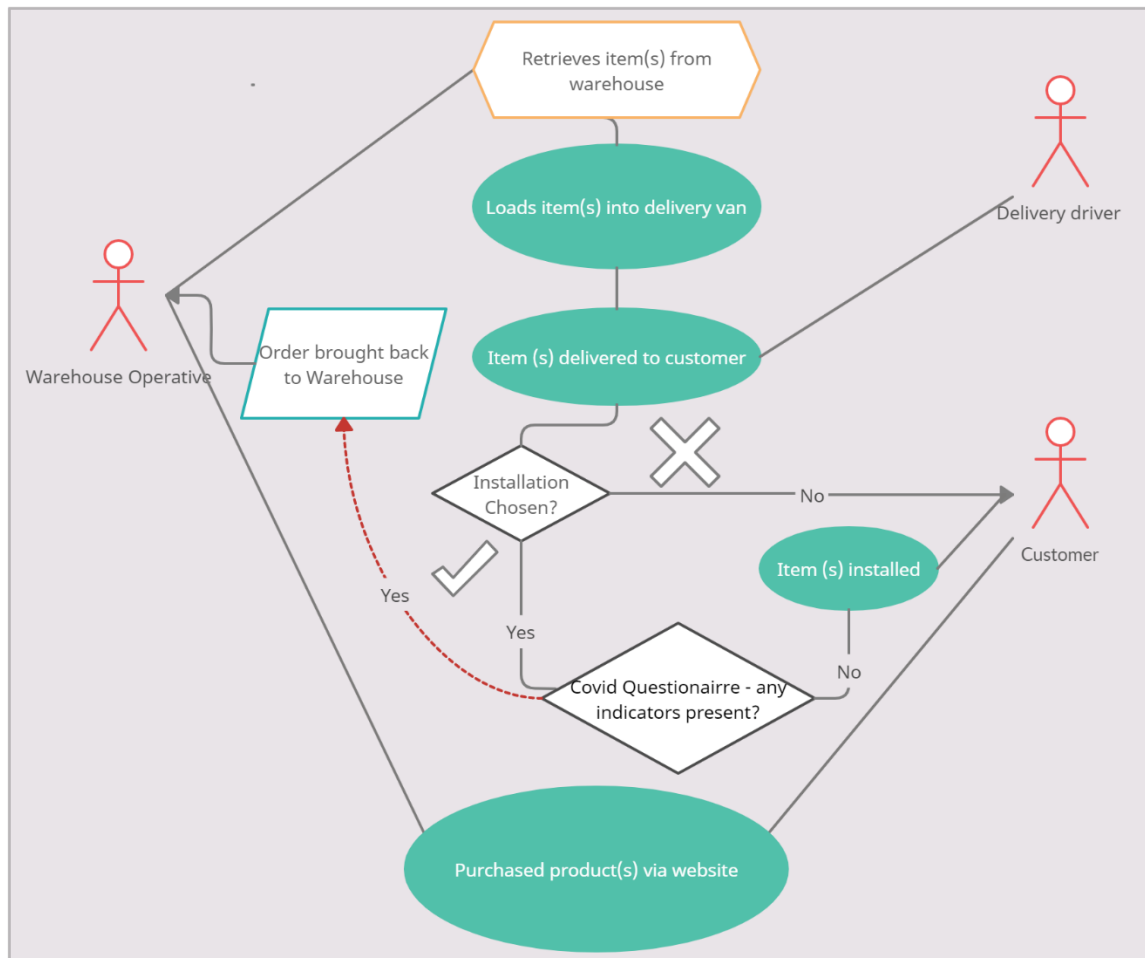 Retrieves item(s) from
warehouse
Loads item(s) into delivery van
Delivery driver
Item (s) delivered to customer
Order brought back
to Warehouse
Warehouse Operative
Installation
Chosen?
No
Customer
Item (s) installed
Yes
Yes
No
Covid Questionairre - any
indicators present?
Purchased product(s) via website